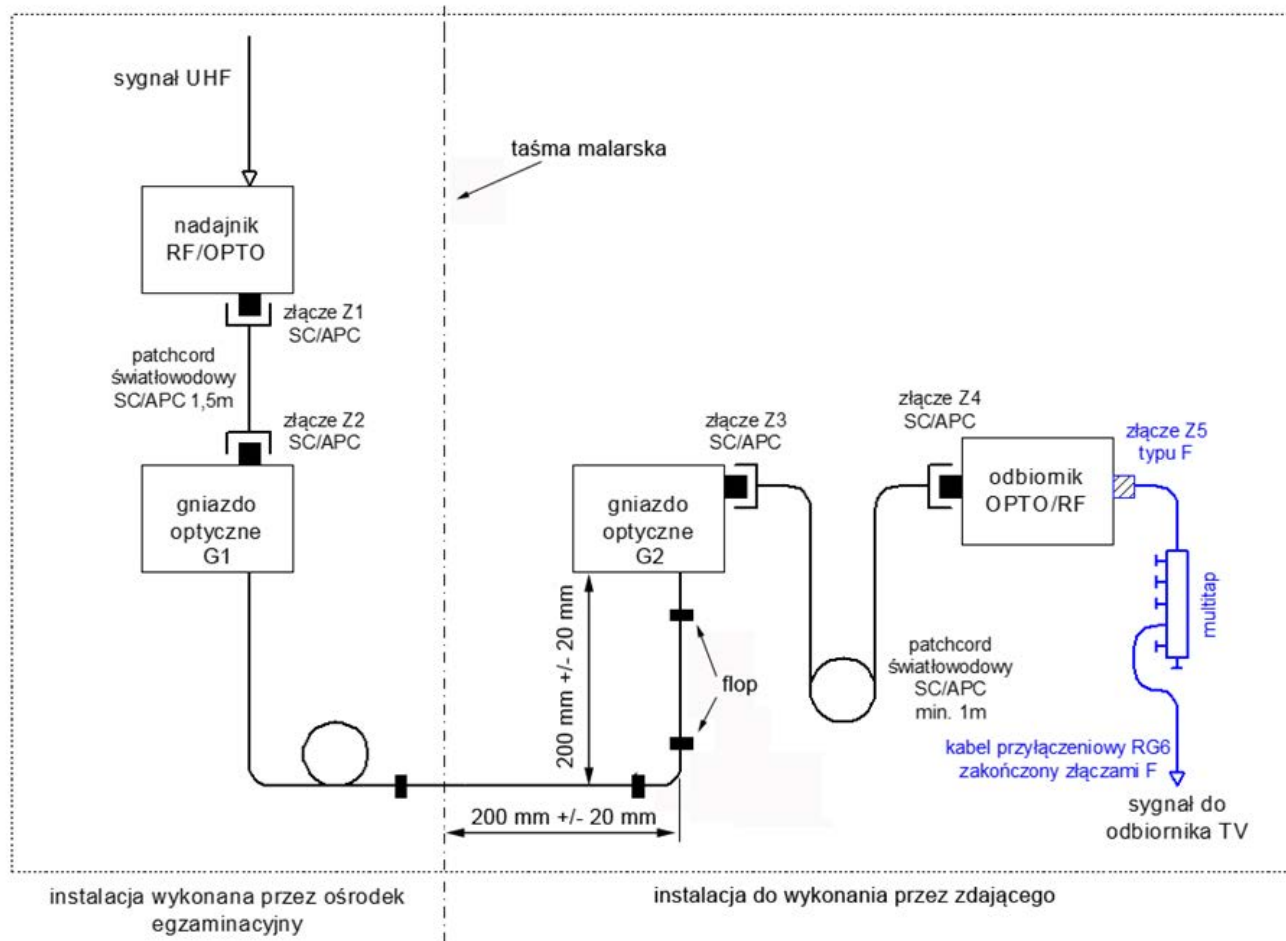 sygnał UHF
taśma malarska
nadajnik
RF/OPTO
złącze Z1
SC/APC
patchcord
światłowodowy
SC/APC 1,5m
złącze Z2
SC/APC
gniazdo
optyczne
G1
złącze Z3
SC/APC
gniazdo
optyczne
G2
złącze Z4
SC/APC
odbiornik
OPTO/RF
złącze Z5
typu F
multitap
200 mm +/- 20 mm
flop
patchcord
światłowodowy
SC/APC
min. 1m
kabel przyłączeniowy RG6
zakończony złączami F
sygnał do
odbiornika TV
200 mm +/- 20 mm
instalacja wykonana przez ośrodek
egzaminacyjny
instalacja do wykonania przez zdającego